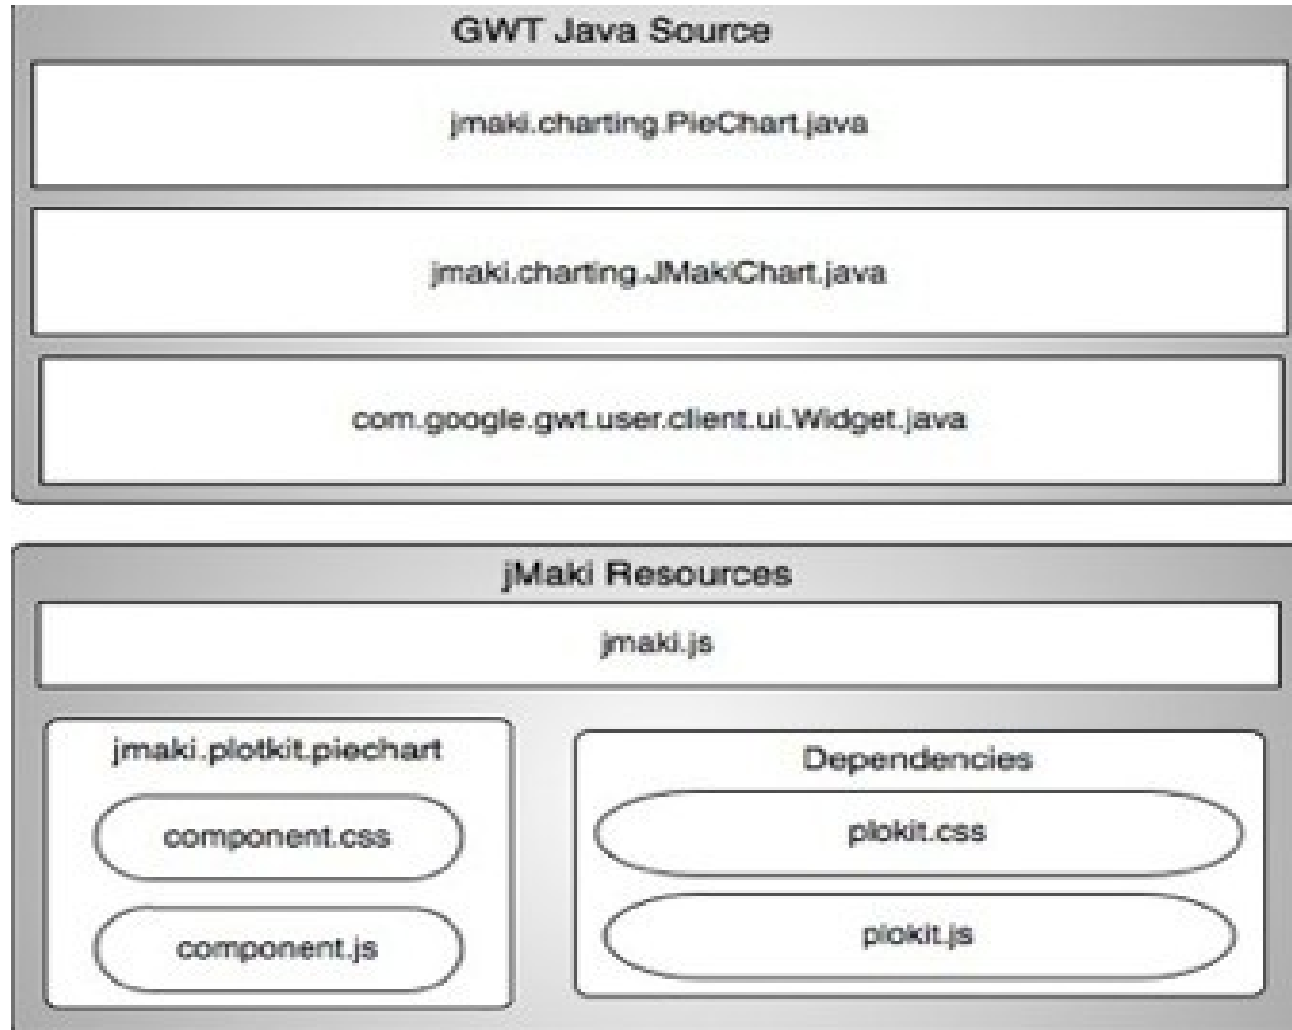 GWT Java Source
jmaki.charting.PieChart.java
jmaki.charting.JMakiChart.java
com.google.gwt.user.client.ui.Widget.java
jMaki Resources
jmaki.js
jmaki.plotkit.piechart
component.css
component.js
Dependencies
plokit.css
plokit.js